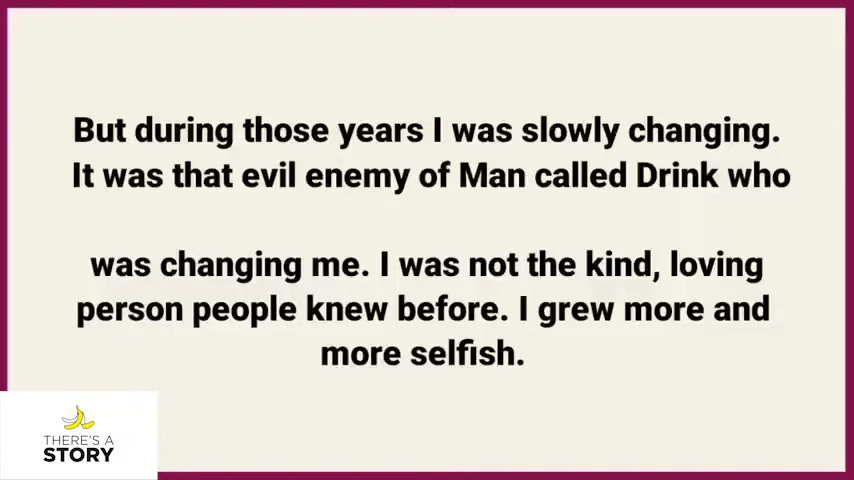 But during those years I was slowly changing.
It was that evil enemy of Man called Drink who
was changing me. I was not the kind, loving
person people knew before. I grew more and
more selfish.
THERE'S A
STORY